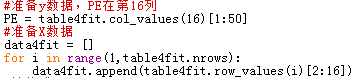 #准备y数据，PE在第16列
PE = table4fit.col_values(16)[1:50]
#准备X数据
data4fit = []
for i in range(1,table4fit.nrows):
    data4fit.append(table4fit.row_values(i)[2:16])